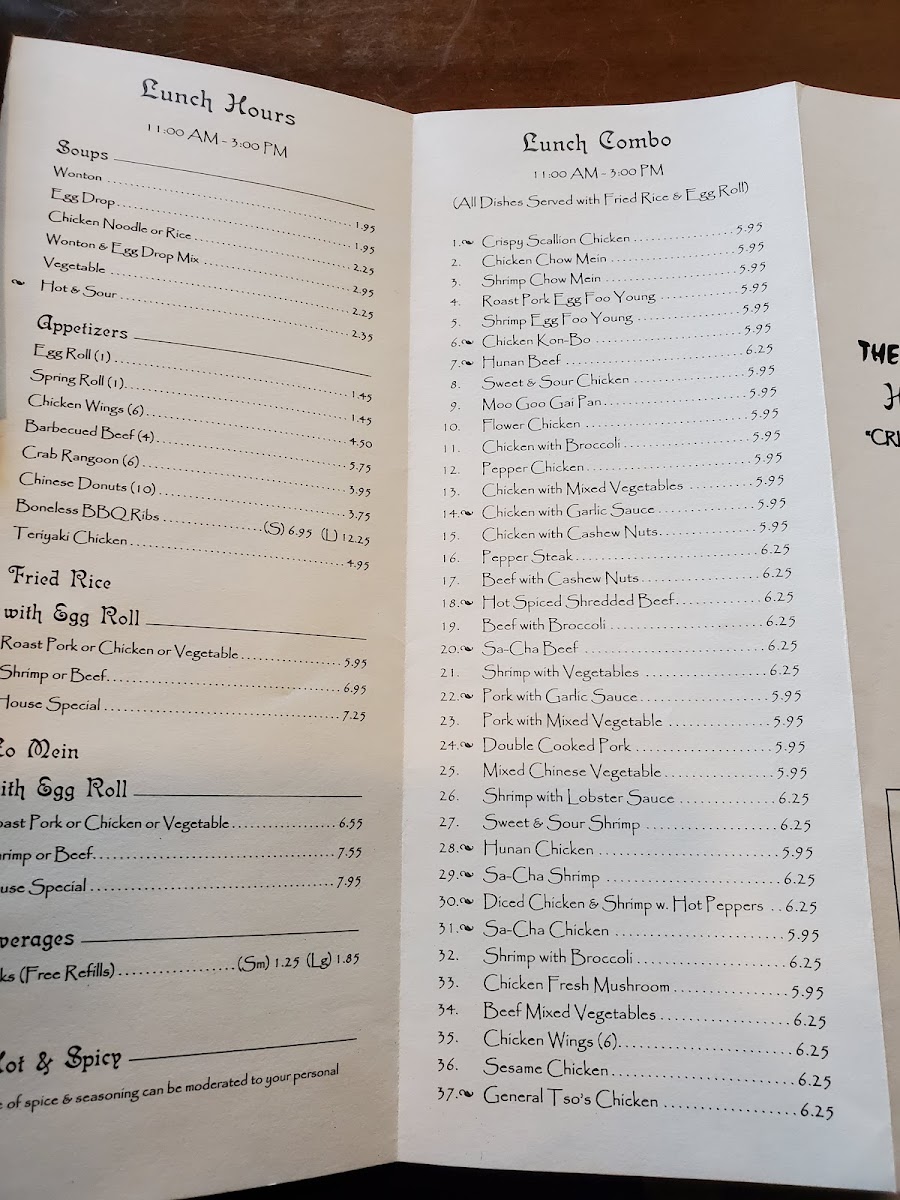 Lunch Hours
11:00 AM - 3:00 PM
Soups
Wonton 1.95
Egg Drop 1.95
Chicken Noodle or Rice 2.25
Wonton & Egg Drop Mix 2.95
Vegetable 2.25
Hot & Sour 2.35
Appetizers
Egg Roll (1) 1.45
Spring Roll (1) 1.45
Chicken Wings (6) 4.50
Barbecued Beef (4) 5.75
Crab Rangoon (6) 3.95
Chinese Donuts (10) 3.75
Boneless BBQ Ribs (S) 6.95 (L) 12.25
Teriyaki Chicken 4.95
Fried Rice
with Egg Roll
Roast Pork or Chicken or Vegetable 5.95
Shrimp or Beef 6.95
House Special 7.25
Lo Mein
ith Egg Roll
oast Pork or Chicken or Vegetable 6.55
rimp or Beef 7.55
use Special 7.95
verages
ks (Free Refills) (Sm) 1.25 (Lg) 1.85
Hot & Spicy
e of spice & seasoning can be moderated to your personal
Lunch Combo
11:00 AM - 3:00 PM
(All Dishes Served with Fried Rice & Egg Roll)
1. Crispy Scallion Chicken 5.95
2. Chicken Chow Mein 5.95
3. Shrimp Chow Mein 5.95
4. Roast Pork Egg Foo Young 5.95
5. Shrimp Egg Foo Young 5.95
6. Chicken Kon-Bo 5.95
7. Hunan Beef 6.25
8. Sweet & Sour Chicken 5.95
9. Moo Goo Gai Pan 5.95
10. Flower Chicken 5.95
11. Chicken with Broccoli 5.95
12. Pepper Chicken 5.95
13. Chicken with Mixed Vegetables 5.95
14. Chicken with Garlic Sauce 5.95
15. Chicken with Cashew Nuts 5.95
16. Pepper Steak 6.25
17. Beef with Cashew Nuts 6.25
18. Hot Spiced Shredded Beef 6.25
19. Beef with Broccoli 6.25
20. Sa-Cha Beef 6.25
21. Shrimp with Vegetables 6.25
22. Pork with Garlic Sauce 5.95
23. Pork with Mixed Vegetable 5.95
24. Double Cooked Pork 5.95
25. Mixed Chinese Vegetable 5.95
26. Shrimp with Lobster Sauce 6.25
27. Sweet & Sour Shrimp 6.25
28. Hunan Chicken 5.95
29. Sa-Cha Shrimp 6.25
30. Diced Chicken & Shrimp w. Hot Peppers 6.25
31. Sa-Cha Chicken 5.95
32. Shrimp with Broccoli 6.25
33. Chicken Fresh Mushroom 5.95
34. Beef Mixed Vegetables 6.25
35. Chicken Wings (6) 6.25
36. Sesame Chicken 6.25
37. General Tso's Chicken 6.25
THE
H
"CRI